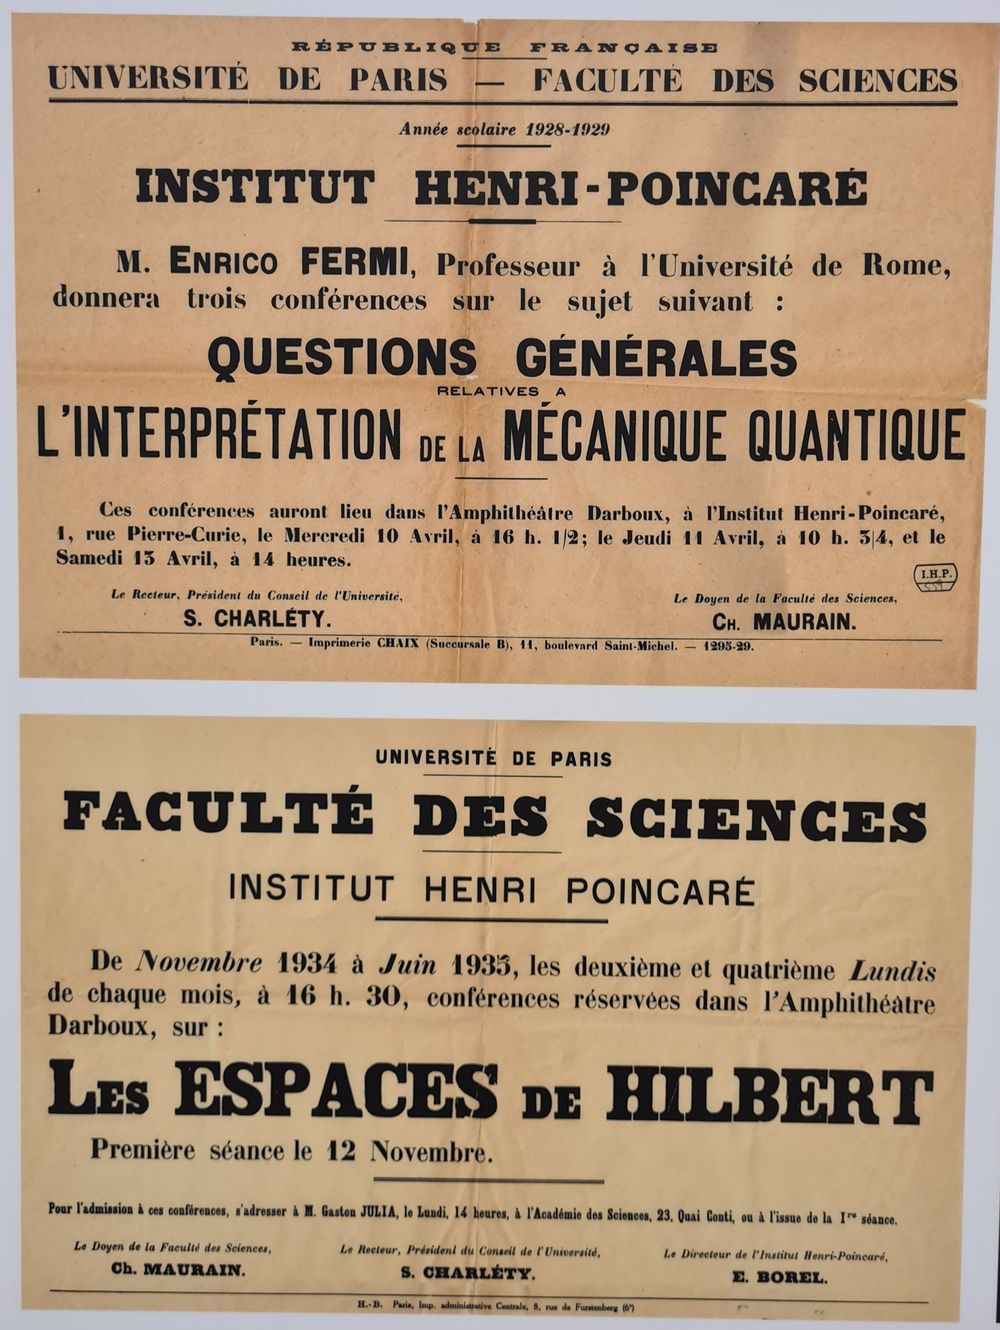 RÉPUBLIQUE FRANÇAISE
UNIVERSITÉ DE PARIS — FACULTÉ DES SCIENCES
Année scolaire 1928-1929
INSTITUT HENRI-POINCARÉ
M. ENRICO FERMI, Professeur à l'Université de Rome,
donnera trois conférences sur le sujet suivant :
QUESTIONS GÉNÉRALES
RELATIVES A
L'INTERPRÉTATION DE LA MÉCANIQUE QUANTIQUE
Ces conférences auront lieu dans l'Amphithéâtre Darboux, à l'Institut Henri-Poincaré,
1, rue Pierre-Curie, le Mercredi 10 Avril, à 16 h. 1/2; le Jeudi 11 Avril, à 10 h. 3/4, et le
Samedi 13 Avril, à 14 heures.
I.H.P.
Le Recteur, Président du Conseil de l'Université,
S. CHARLÉTY.
Le Doyen de la Faculté des Sciences,
CH. MAURAIN.
Paris. — Imprimerie CHAIX (Succursale B), 11, boulevard Saint-Michel. — 1295-29.
UNIVERSITÉ DE PARIS
FACULTÉ DES SCIENCES
INSTITUT HENRI POINCARÉ
De Novembre 1934 à Juin 1935, les deuxième et quatrième Lundis
de chaque mois, à 16 h. 30, conférences réservées dans l'Amphithéâtre
Darboux, sur :
LES ESPACES DE HILBERT
Première séance le 12 Novembre.
Pour l'admission à ces conférences, s'adresser à M. Gaston JULIA, le Lundi, 14 heures, à l'Académie des Sciences, 23, Quai Conti, ou à l'issue de la Ire séance.
Le Doyen de la Faculté des Sciences,
Ch. MAURAIN.
Le Recteur, Président du Conseil de l'Université,
S. CHARLÉTY.
Le Directeur de l'Institut Henri-Poincaré,
E. BOREL.
H.-B. Paris, Imp. administrative Centrale, 8, rue de Furstenberg (6e)